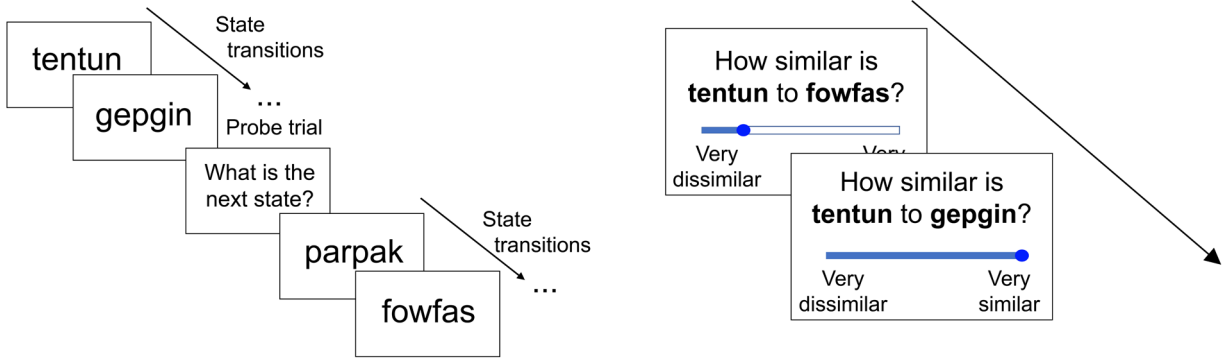 tentun
State
transitions
gepgin
...
Probe trial
What is the
next state?
parpak
State
transitions
fowfas
...
How similar is
tentun to fowfas?
Very
dissimilar
Very
How similar is
tentun to gepgin?
Very
dissimilar
Very
similar